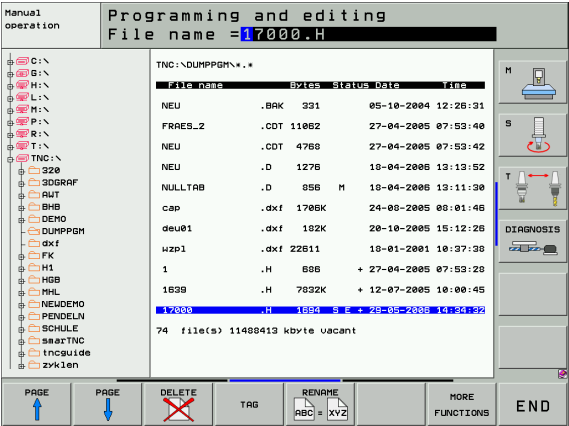 Manual
operation
Programming and editing
File name =17000.H
C:\
G:\
H:\
L:\
M:\
P:\
R:\
T:\
TNC:\
320
3DGRAF
AWT
BHB
DEMO
DUMPPGM
dxf
FK
H1
HGB
MHL
NEWDEMO
PENDELN
SCHULE
smarTNC
tncguide
zyklen
TNC:\DUMPPGM\*.*
File name Bytes Status Date Time
NEU .BAK 331 05-10-2004 12:26:31
FRAES_2 .CDT 11062 27-04-2005 07:53:40
NEU .CDT 4768 27-04-2005 07:53:42
NEU .D 1276 18-04-2006 13:13:52
NULLTAB .D 856 M 18-04-2006 13:11:30
cap .dxf 1706K 24-08-2005 08:01:46
deu01 .dxf 182K 20-10-2005 15:12:26
wzpl .dxf 22611 18-01-2001 10:37:38
1 .H 686 + 27-04-2005 07:53:28
1639 .H 7832K + 12-07-2005 10:00:45
17000 .H 1694 S E + 29-05-2006 14:34:32
74 file(s) 11488413 kbyte vacant
M
S
T
DIAGNOSIS
PAGE
PAGE
DELETE
TAG
RENAME
ABC = XYZ
MORE
FUNCTIONS
END